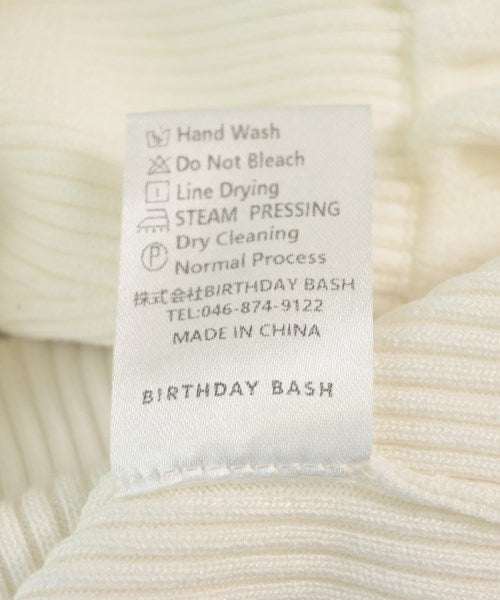 Hand Wash
Do Not Bleach
Line Drying
STEAM PRESSING
P Dry Cleaning
Normal Process
株式会社BIRTHDAY BASH
TEL:046-874-9122
MADE IN CHINA
BIRTHDAY BASH